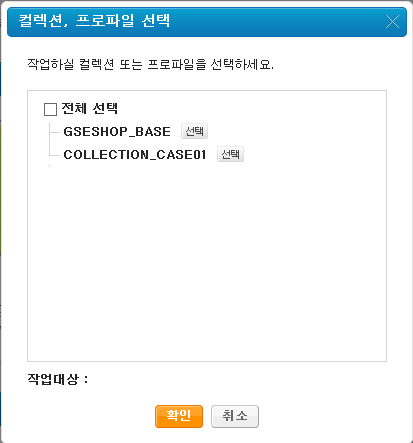 컬렉션, 프로파일 선택
작업하실 컬렉션 또는 프로파일을 선택하세요.
전체 선택
GSESHOP_BASE 선택
COLLECTION_CASE01 선택
작업대상 :
확인 취소